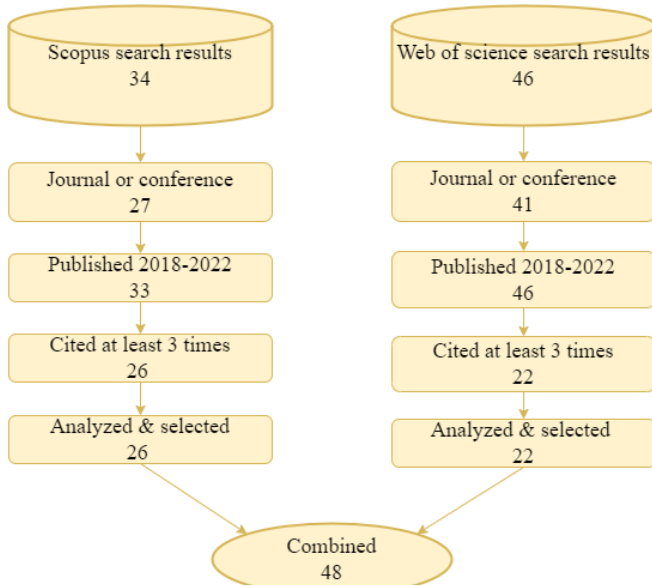 Scopus search results
34
Web of science search results
46
Journal or conference
27
Journal or conference
41
Published 2018-2022
33
Published 2018-2022
46
Cited at least 3 times
26
Cited at least 3 times
22
Analyzed & selected
26
Analyzed & selected
22
Combined
48